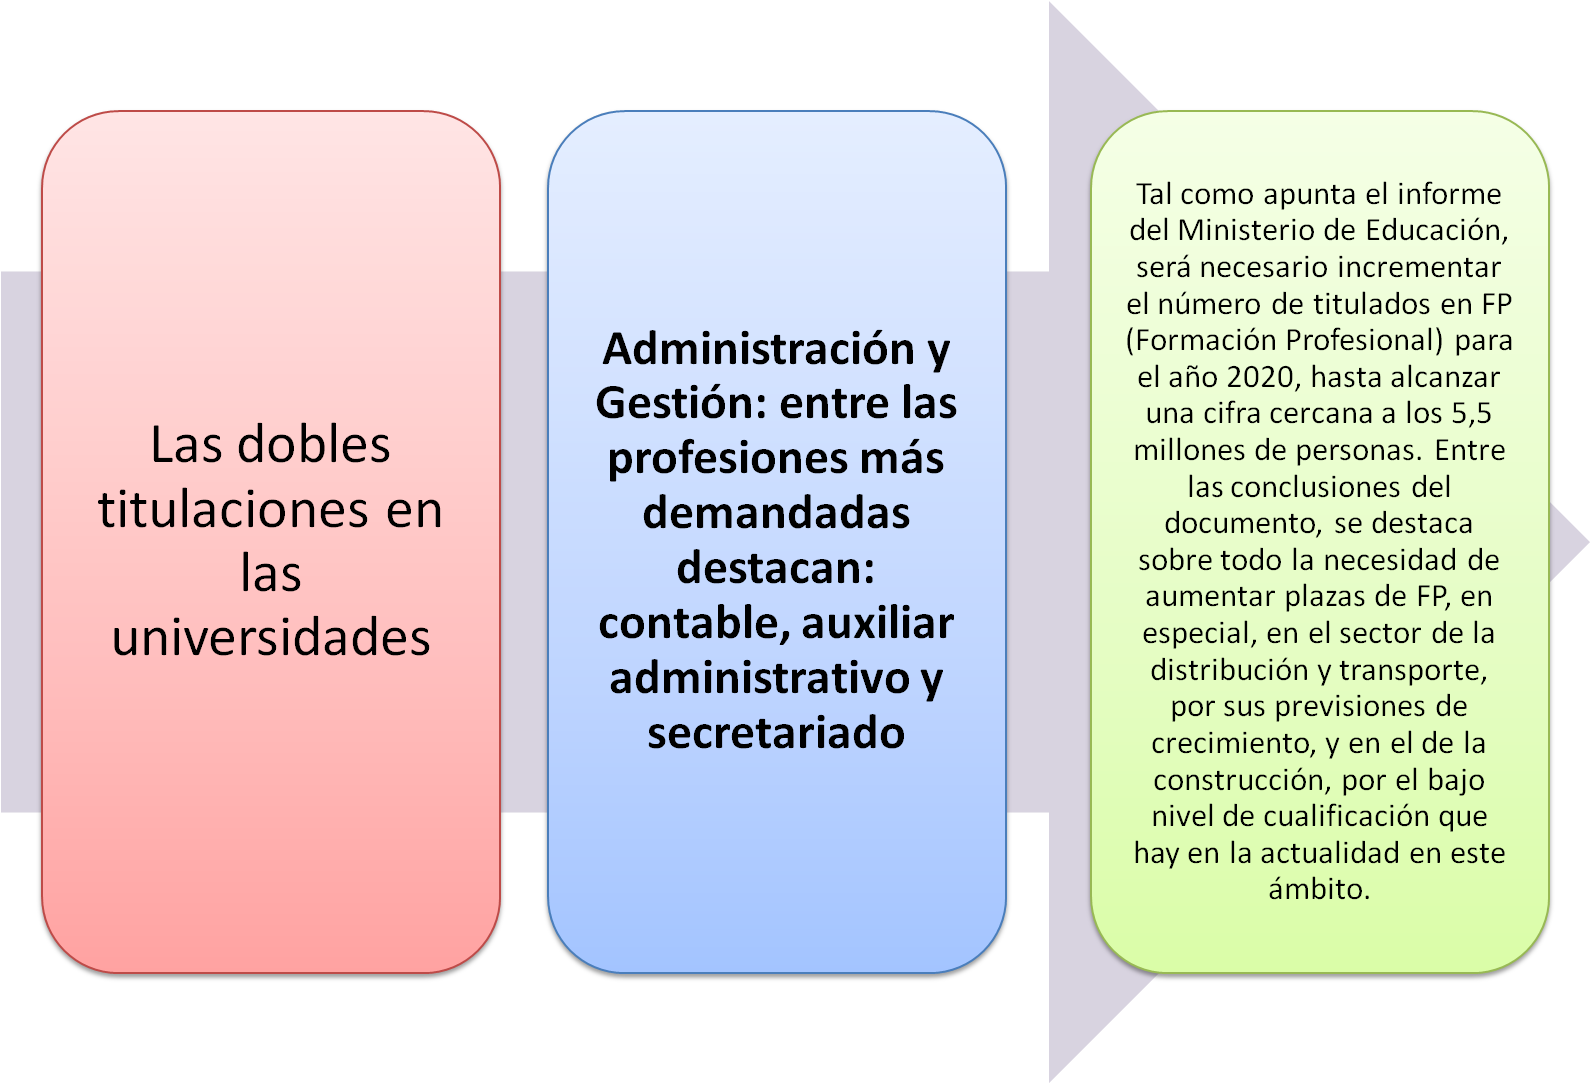 Las dobles
titulaciones en
las
universidades
Administración y
Gestión: entre las
profesiones más
demandadas
destacan:
contable, auxiliar
administrativo y
secretariado
Tal como apunta el informe
del Ministerio de Educación,
será necesario incrementar
el número de titulados en FP
(Formación Profesional) para
el año 2020, hasta alcanzar
una cifra cercana a los 5,5
millones de personas. Entre
las conclusiones del
documento, se destaca
sobre todo la necesidad de
aumentar plazas de FP, en
especial, en el sector de la
distribución y transporte,
por sus previsiones de
crecimiento, y en el de la
construcción, por el bajo
nivel de cualificación que
hay en la actualidad en este
ámbito.